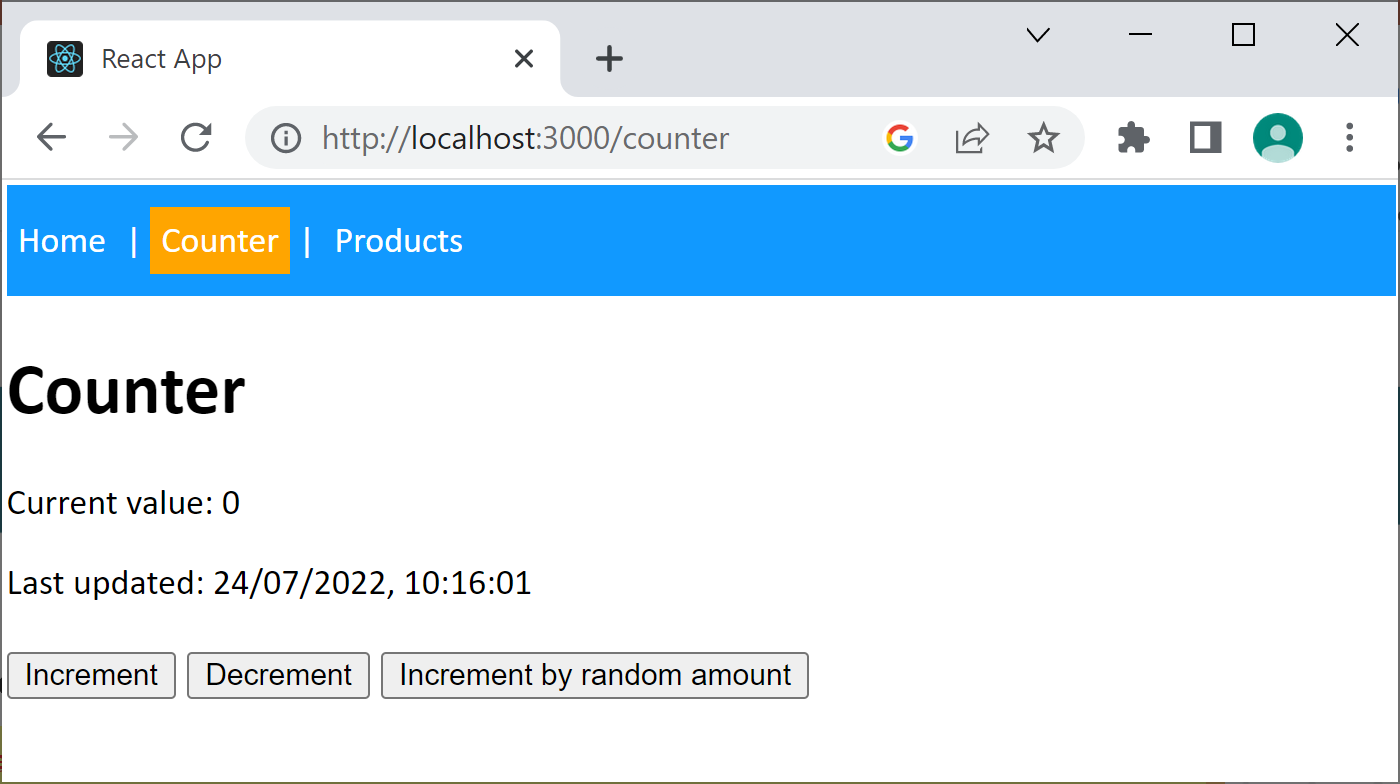 React App
http://localhost:3000/counter
Home | Counter | Products
Counter
Current value: 0
Last updated: 24/07/2022, 10:16:01
Increment Decrement Increment by random amount